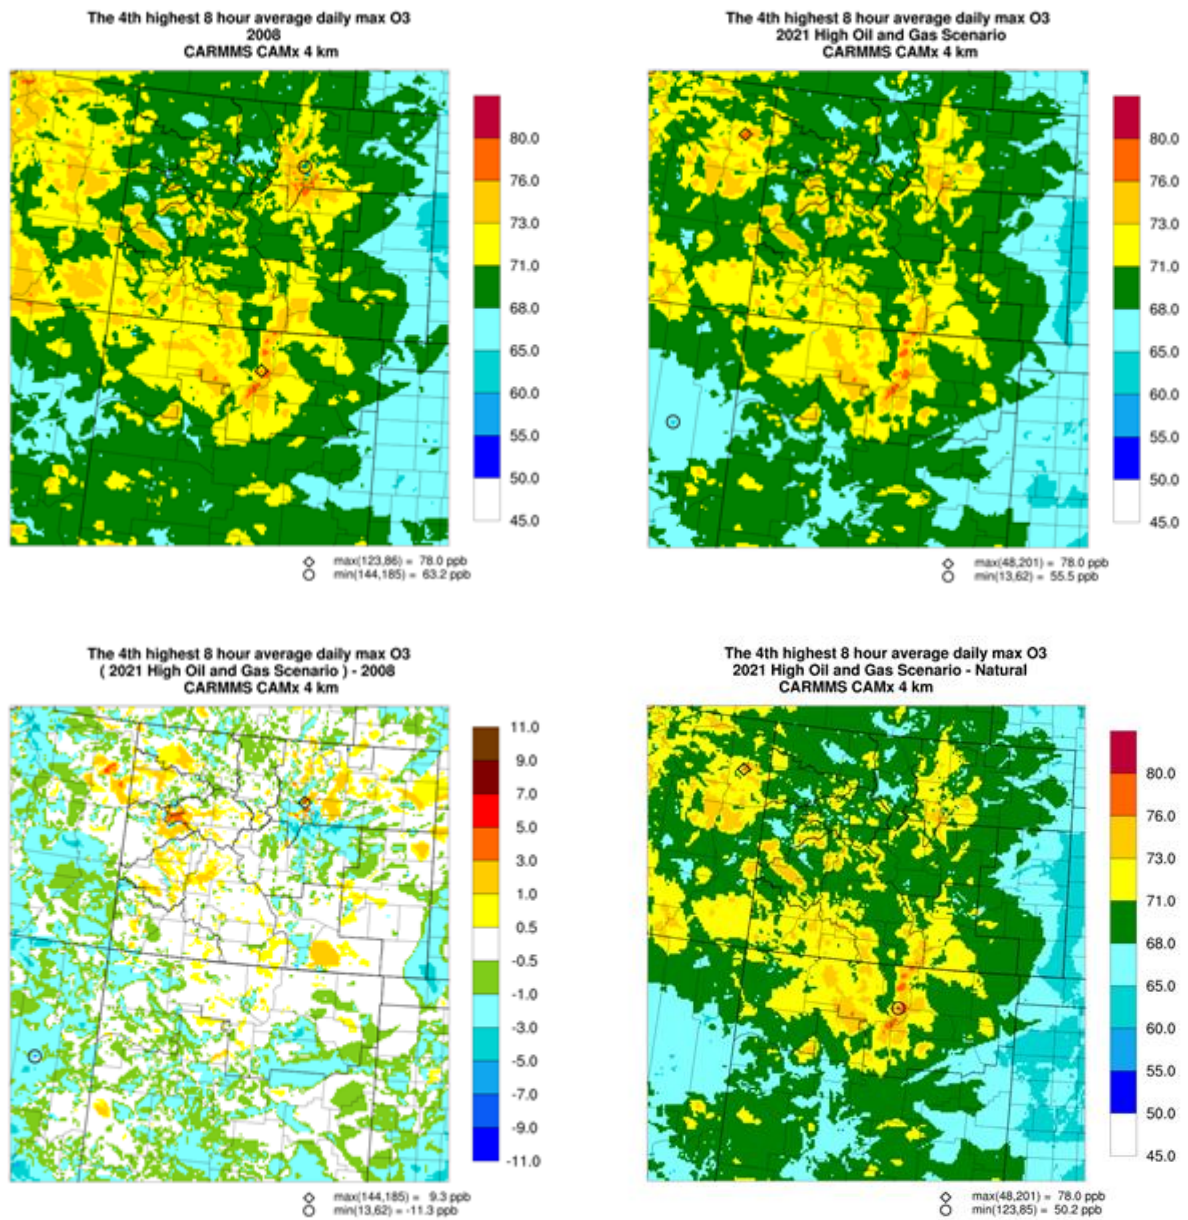 The 4th highest 8 hour average daily max O3
2008
CARMMS CAMx 4 km
80.0
76.0
73.0
71.0
68.0
65.0
60.0
55.0
50.0
45.0
max(123,86) = 78.0 ppb
min(144,185) = 63.2 ppb
The 4th highest 8 hour average daily max O3
2021 High Oil and Gas Scenario
CARMMS CAMx 4 km
80.0
76.0
73.0
71.0
68.0
65.0
60.0
55.0
50.0
45.0
max(48,201) = 78.0 ppb
min(13,62) = 55.5 ppb
The 4th highest 8 hour average daily max O3
( 2021 High Oil and Gas Scenario ) - 2008
CARMMS CAMx 4 km
11.0
9.0
7.0
5.0
3.0
1.0
0.5
-0.5
-1.0
-3.0
-5.0
-7.0
-9.0
-11.0
max(144,185) = 9.3 ppb
min(13,62) = -11.3 ppb
The 4th highest 8 hour average daily max O3
2021 High Oil and Gas Scenario - Natural
CARMMS CAMx 4 km
80.0
76.0
73.0
71.0
68.0
65.0
60.0
55.0
50.0
45.0
max(48,201) = 78.0 ppb
min(123,85) = 50.2 ppb